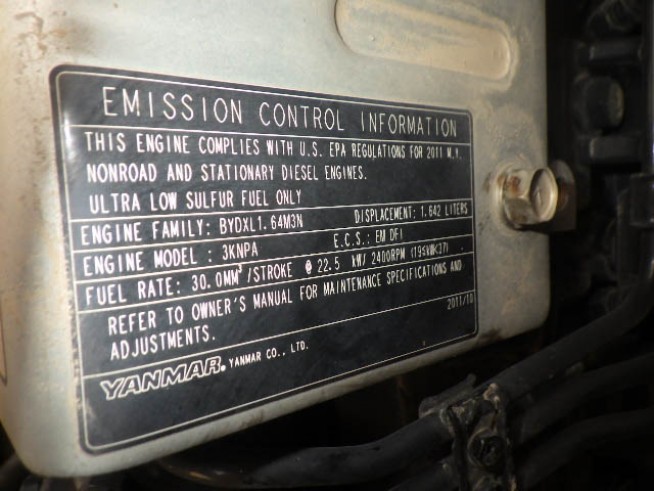 EMISSION CONTROL INFORMATION
THIS ENGINE COMPLIES WITH U.S. EPA REGULATIONS FOR 2011 M.Y.
NONROAD AND STATIONARY DIESEL ENGINES.
ULTRA LOW SULFUR FUEL ONLY
ENGINE FAMILY: BYDXL1.64M3N DISPLACEMENT: 1.642 LITERS
ENGINE MODEL : 3KNPA E.C.S.: EM DFI
FUEL RATE: 30.0MM³/STROKE @ 22.5 kW/ 2400RPM (19≤kW<37)
REFER TO OWNER'S MANUAL FOR MAINTENANCE SPECIFICATIONS AND
ADJUSTMENTS.
2011/10
YANMAR. YANMAR CO., LTD.